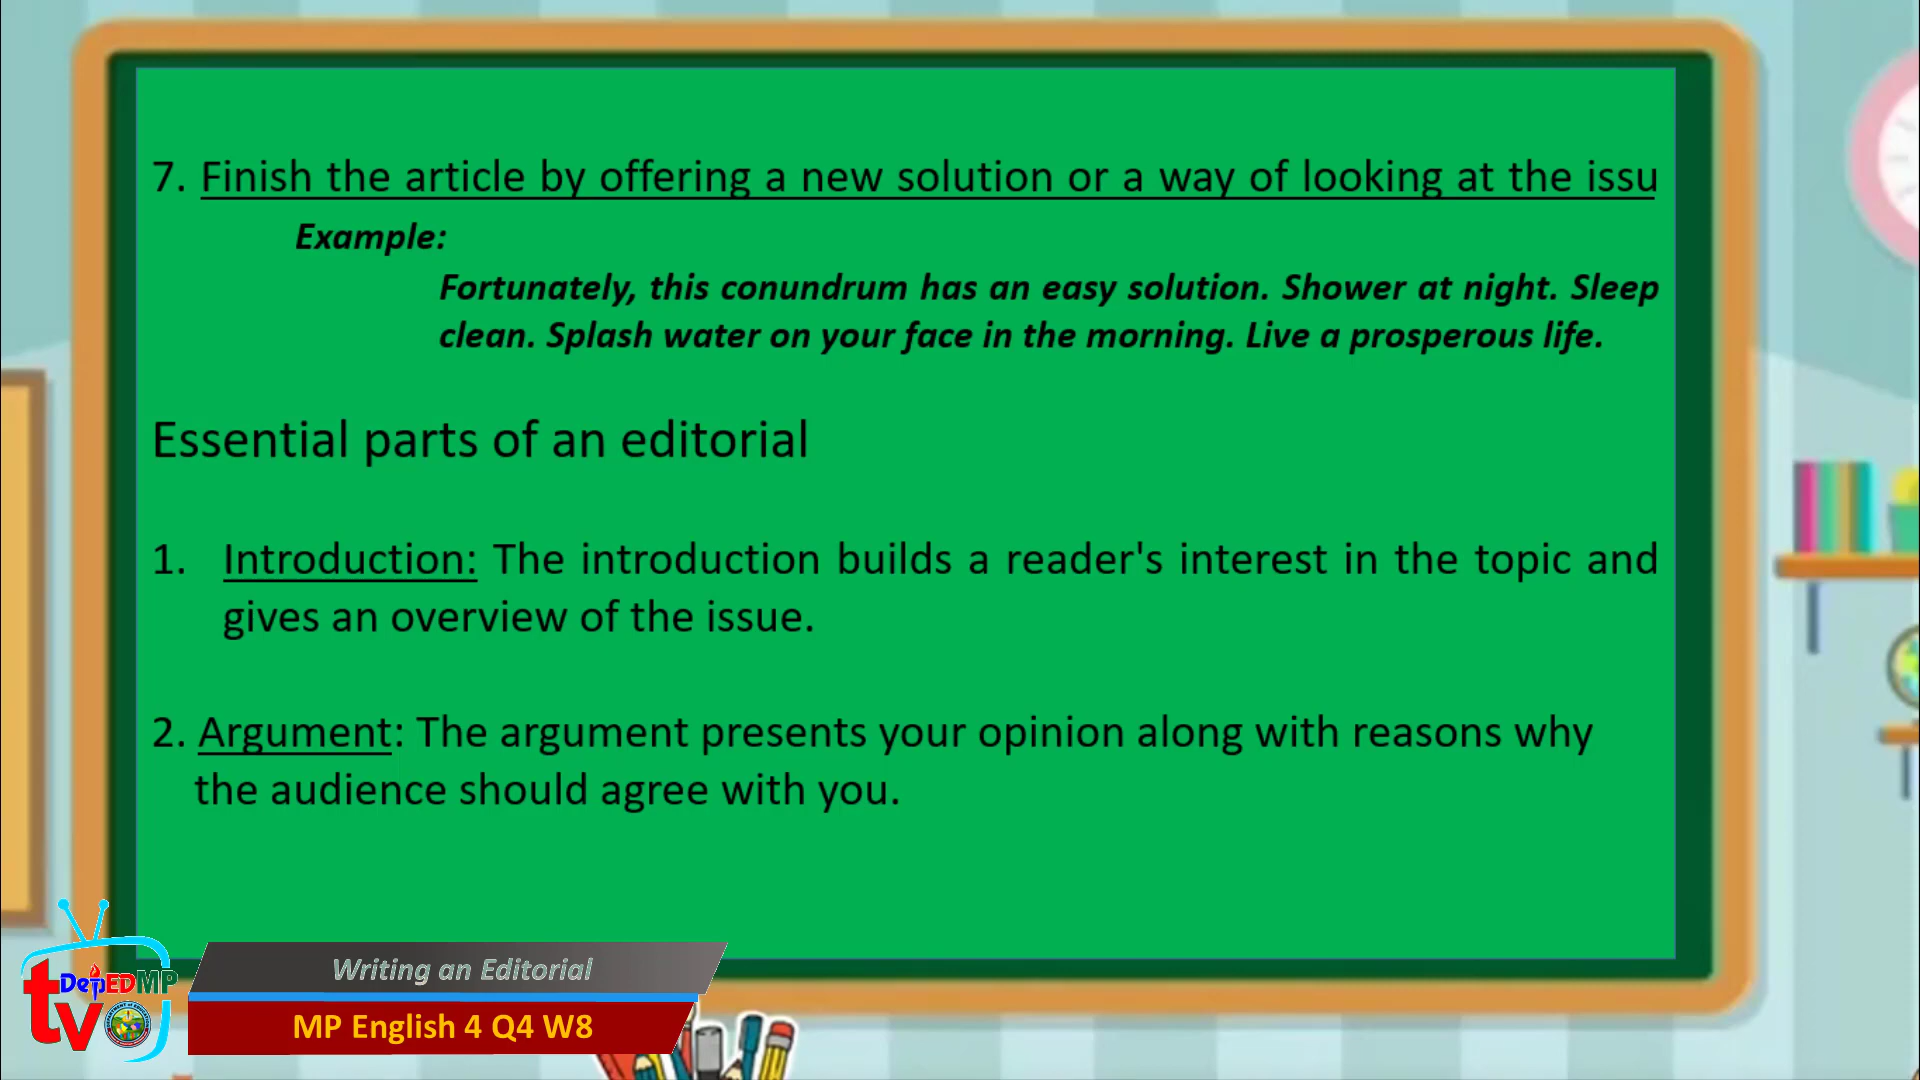 7. Finish the article by offering a new solution or a way of looking at the issu
Example:
Fortunately, this conundrum has an easy solution. Shower at night. Sleep
clean. Splash water on your face in the morning. Live a prosperous life.
Essential parts of an editorial
1. Introduction: The introduction builds a reader's interest in the topic and
gives an overview of the issue.
2. Argument: The argument presents your opinion along with reasons why
the audience should agree with you.
DepEDMP
tv
Writing an Editorial
MP English 4 Q4 W8